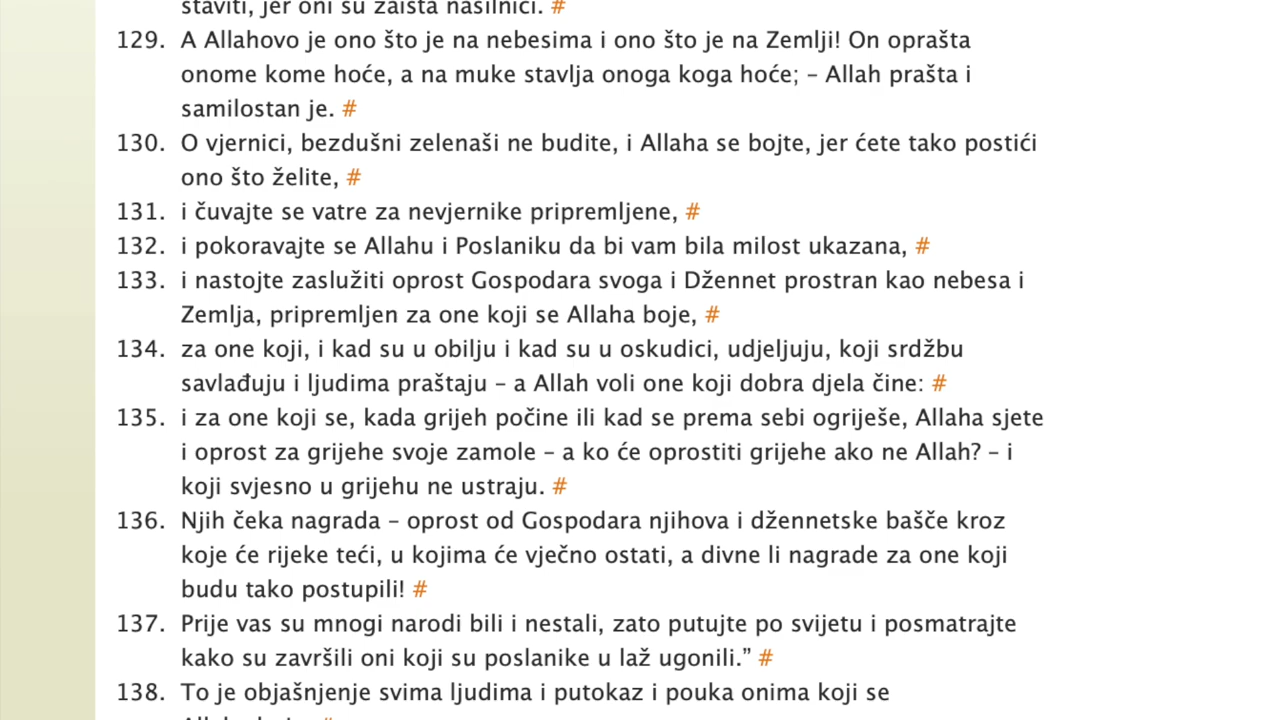 staviti, jer oni su zaista nasilnici. #
129. A Allahovo je ono što je na nebesima i ono što je na Zemlji! On oprašta
onome kome hoće, a na muke stavlja onoga koga hoće; – Allah prašta i
samilostan je. #
130. O vjernici, bezdušni zelenaši ne budite, i Allaha se bojte, jer ćete tako postići
ono što želite, #
131. i čuvajte se vatre za nevjernike pripremljene, #
132. i pokoravajte se Allahu i Poslaniku da bi vam bila milost ukazana, #
133. i nastojte zaslužiti oprost Gospodara svoga i Džennet prostran kao nebesa i
Zemlja, pripremljen za one koji se Allaha boje, #
134. za one koji, i kad su u obilju i kad su u oskudici, udjeljuju, koji srdžbu
savlađuju i ljudima praštaju – a Allah voli one koji dobra djela čine: #
135. i za one koji se, kada grijeh počine ili kad se prema sebi ogriješe, Allaha sjete
i oprost za grijehe svoje zamole – a ko će oprostiti grijehe ako ne Allah? – i
koji svjesno u grijehu ne ustraju. #
136. Njih čeka nagrada – oprost od Gospodara njihova i džennetske bašče kroz
koje će rijeke teći, u kojima će vječno ostati, a divne li nagrade za one koji
budu tako postupili! #
137. Prije vas su mnogi narodi bili i nestali, zato putujte po svijetu i posmatrajte
kako su završili oni koji su poslanike u laž ugonili.” #
138. To je objašnjenje svima ljudima i putokaz i pouka onima koji se